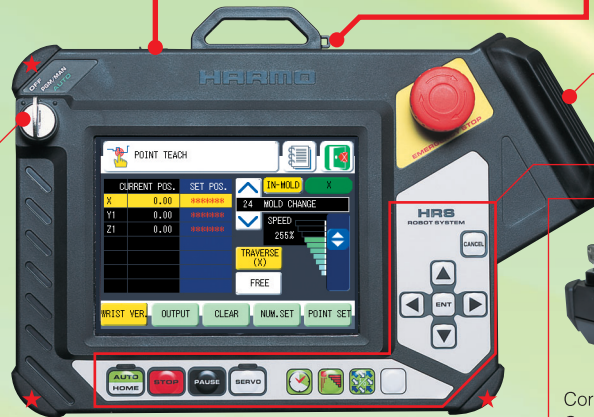 HARMO
OFF PGM/MAN AUTO
EMERGENCY STOP
POINT TEACH
CURRENT POS. SET POS.
X 0.00 *******
Y1 0.00 *******
Z1 0.00 *******
IN-MOLD X
24 MOLD CHANGE
SPEED
255%
TRAVERSE
(X)
FREE
WRIST VER. OUTPUT CLEAR NUM.SET POINT SET
HRS
ROBOT SYSTEM
CANCEL
ENT
AUTO
HOME
STOP
PAUSE
SERVO